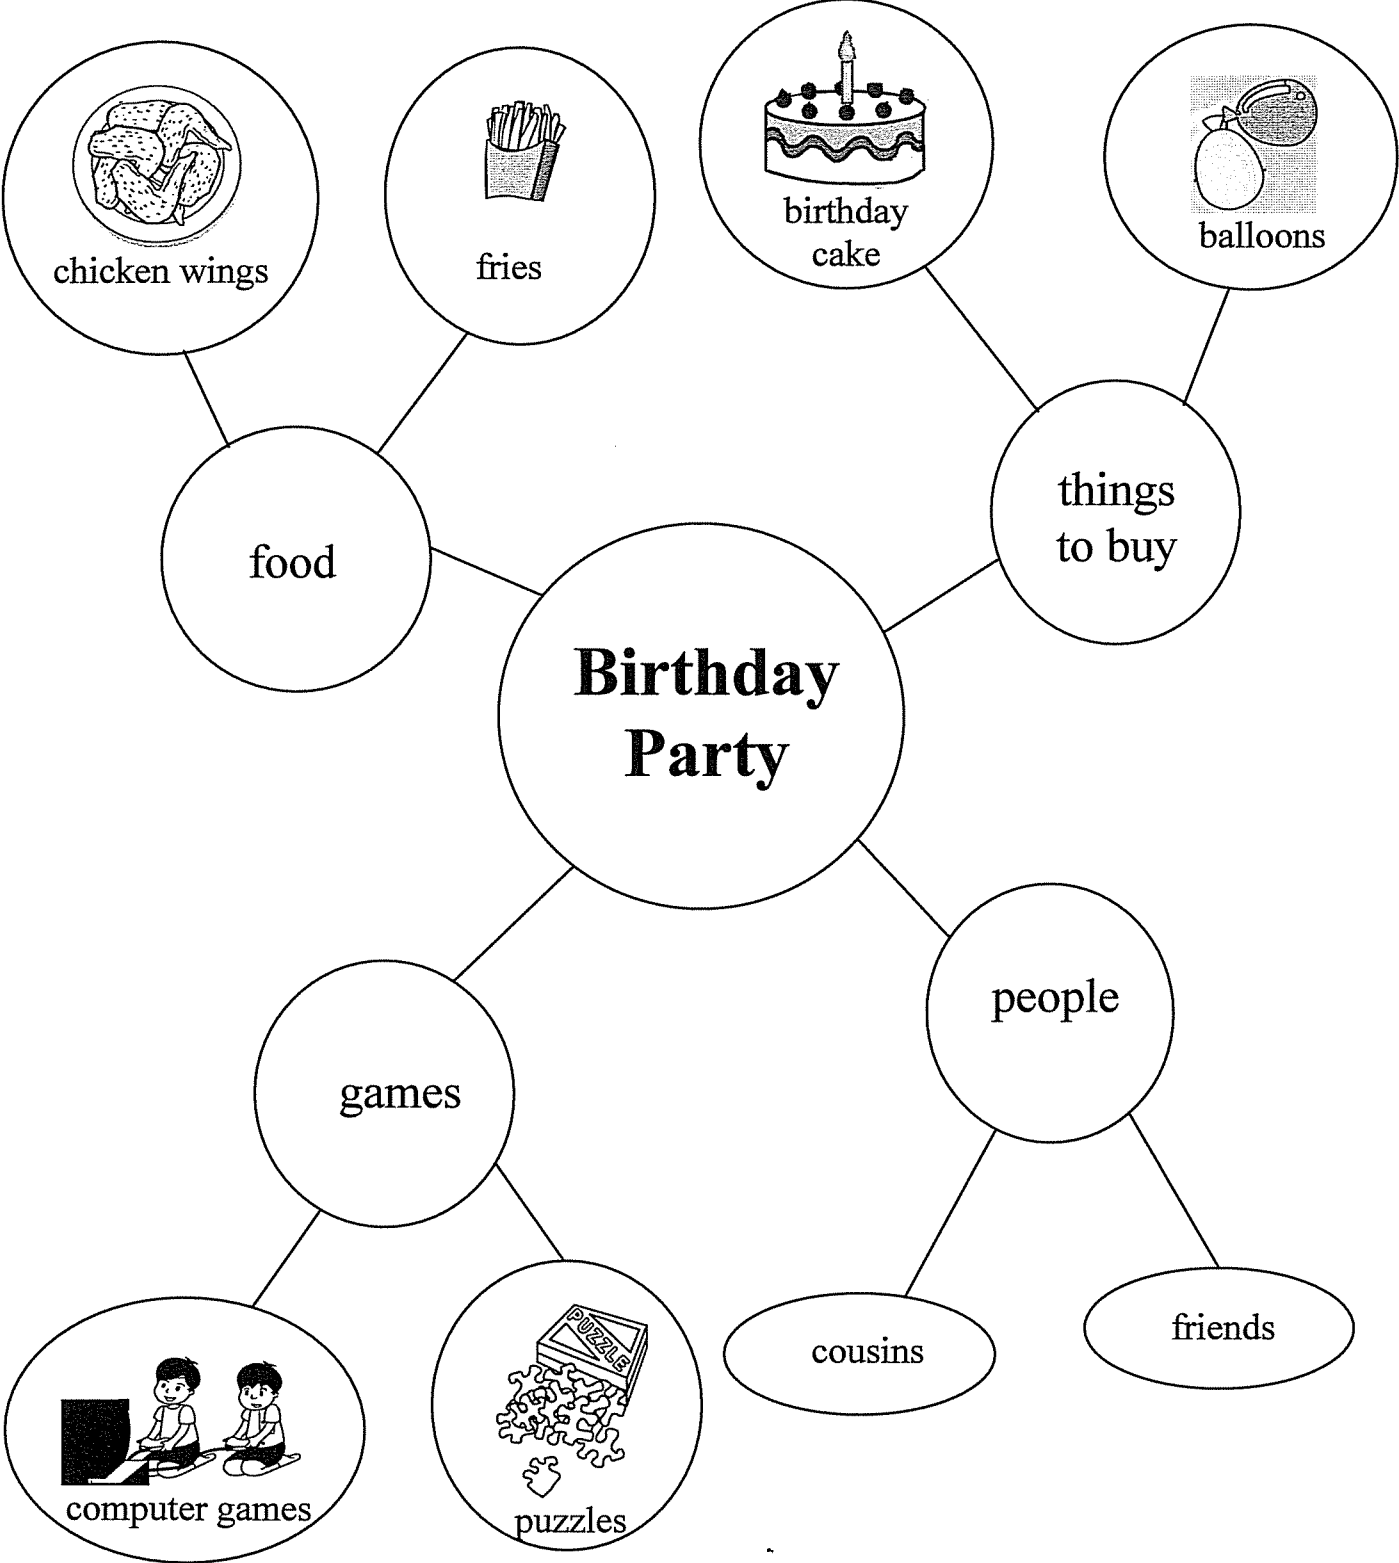 chicken wings
fries
birthday
cake
balloons
food
things
to buy
Birthday
Party
games
people
PUZZLE
computer games
puzzles
cousins
friends